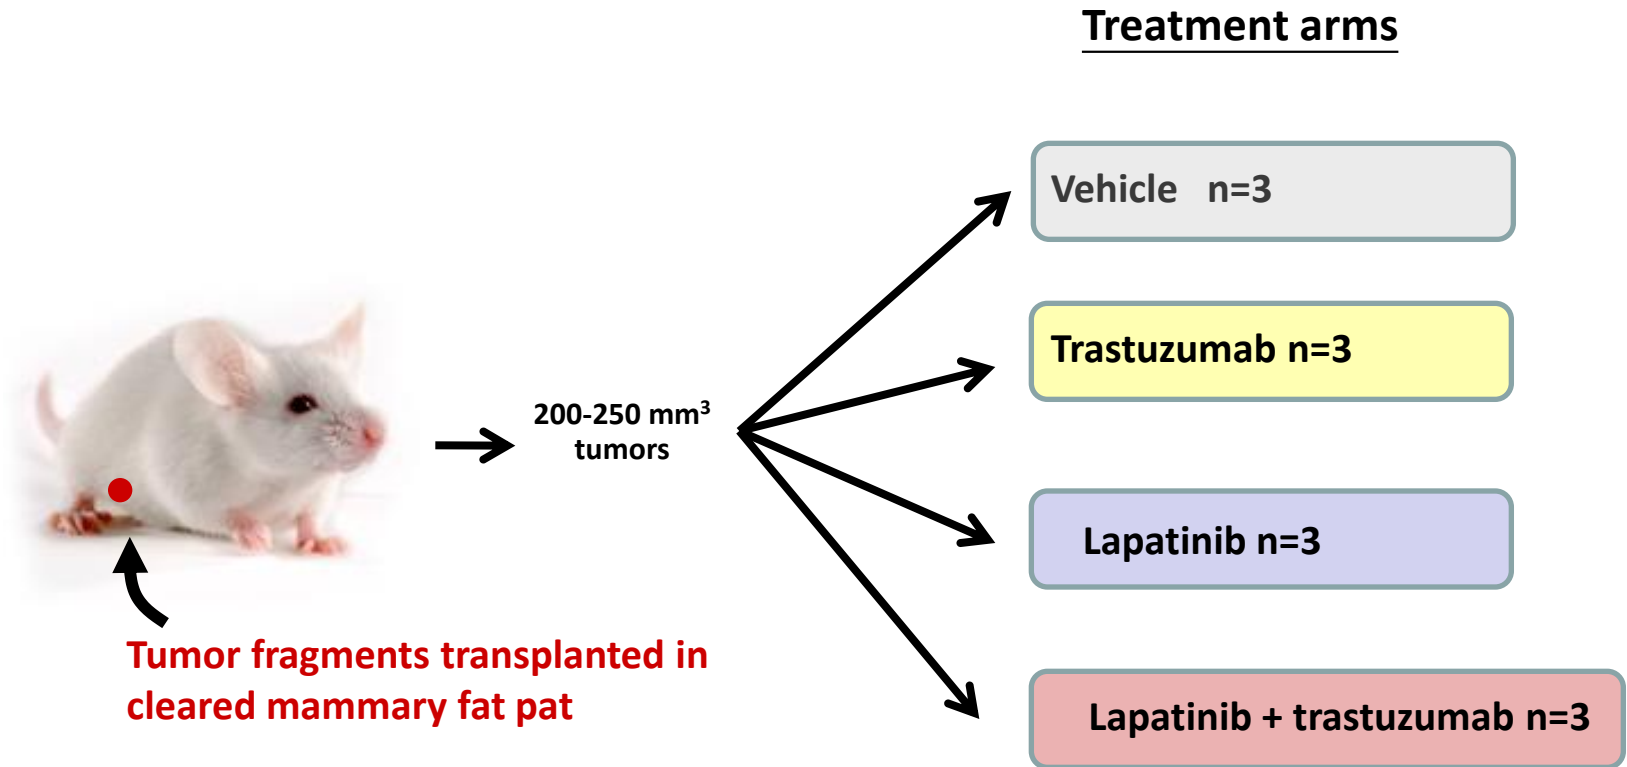 Treatment arms
Vehicle   n=3
Trastuzumab n=3
200-250 mm³
tumors
Lapatinib n=3
Tumor fragments transplanted in
cleared mammary fat pat
Lapatinib + trastuzumab n=3